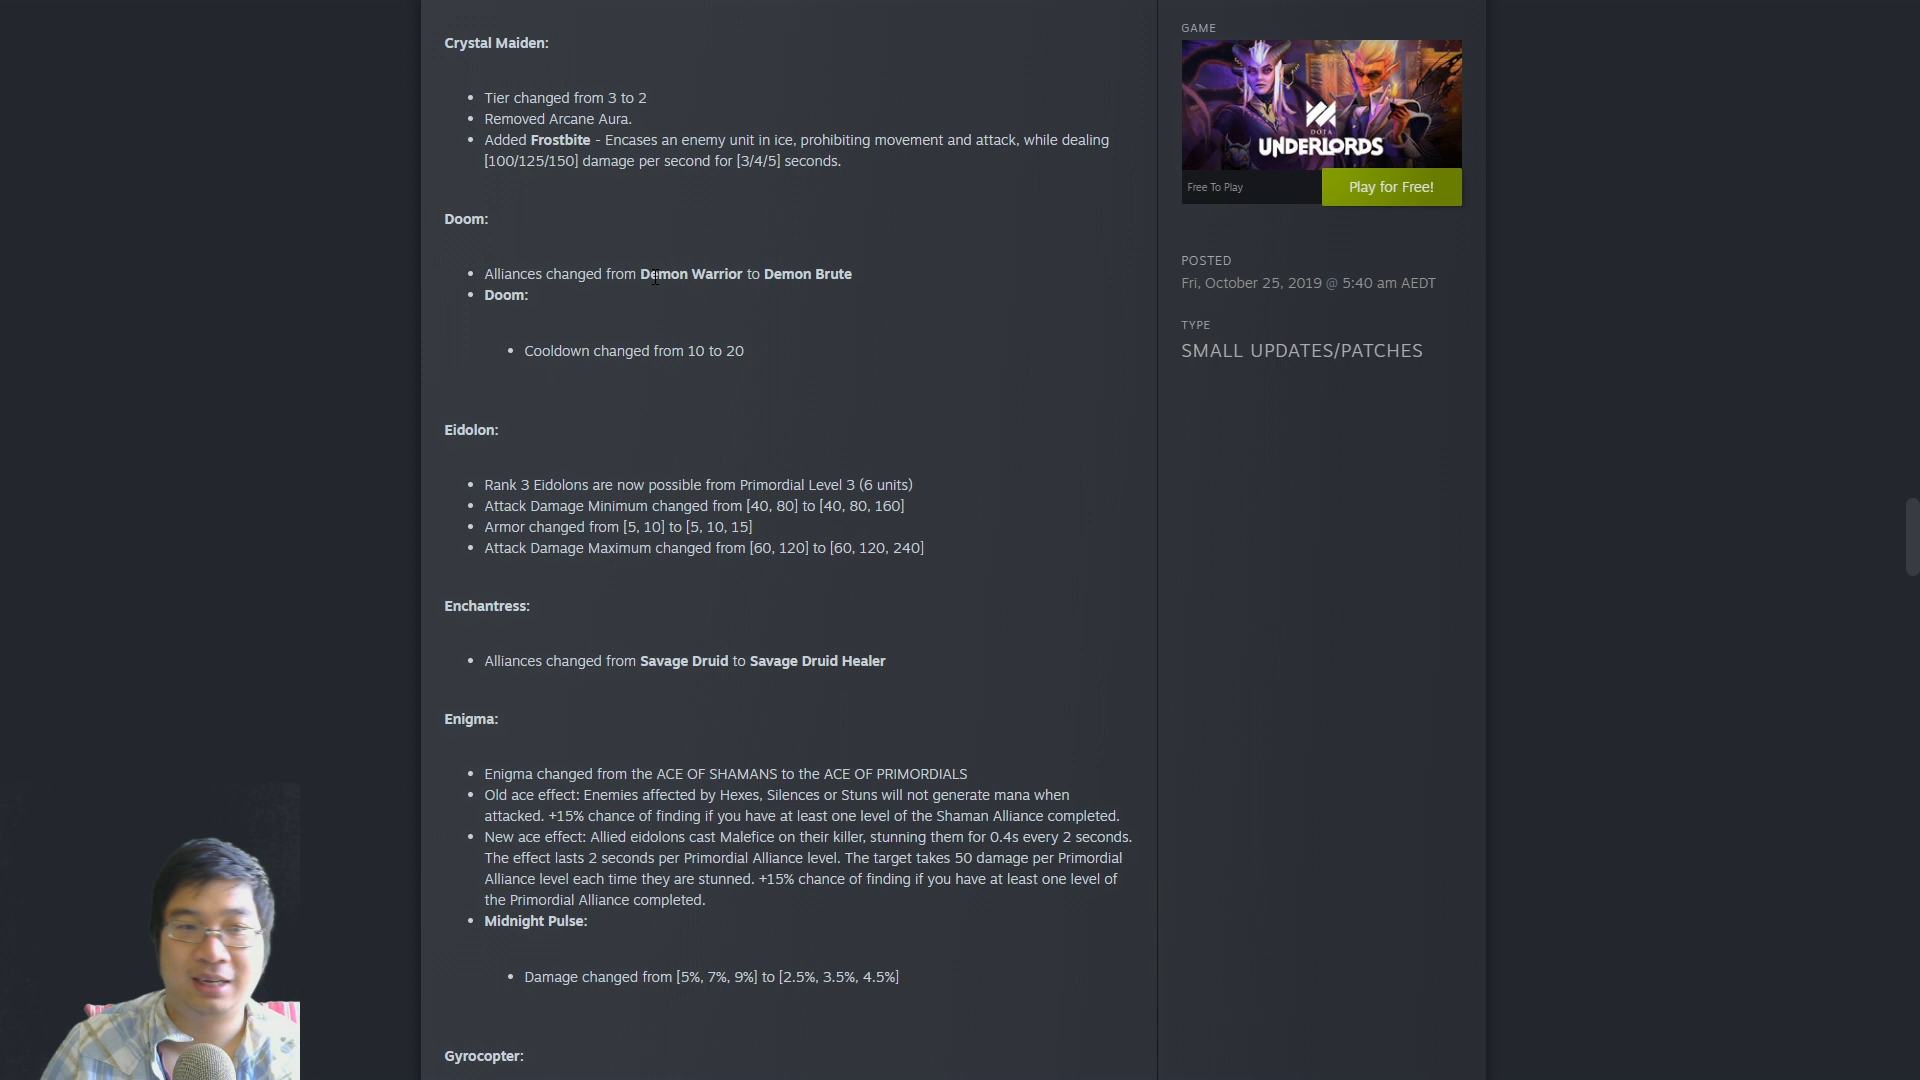 Crystal Maiden:
Tier changed from 3 to 2
Removed Arcane Aura.
Added Frostbite - Encases an enemy unit in ice, prohibiting movement and attack, while dealing
[100/125/150] damage per second for [3/4/5] seconds.
Doom:
Alliances changed from Demon Warrior to Demon Brute
Doom:
Cooldown changed from 10 to 20
Eidolon:
Rank 3 Eidolons are now possible from Primordial Level 3 (6 units)
Attack Damage Minimum changed from [40, 80] to [40, 80, 160]
Armor changed from [5, 10] to [5, 10, 15]
Attack Damage Maximum changed from [60, 120] to [60, 120, 240]
Enchantress:
Alliances changed from Savage Druid to Savage Druid Healer
Enigma:
Enigma changed from the ACE OF SHAMANS to the ACE OF PRIMORDIALS
Old ace effect: Enemies affected by Hexes, Silences or Stuns will not generate mana when
attacked. +15% chance of finding if you have at least one level of the Shaman Alliance completed.
New ace effect: Allied eidolons cast Malefice on their killer, stunning them for 0.4s every 2 seconds.
The effect lasts 2 seconds per Primordial Alliance level. The target takes 50 damage per Primordial
Alliance level each time they are stunned. +15% chance of finding if you have at least one level of
the Primordial Alliance completed.
Midnight Pulse:
Damage changed from [5%, 7%, 9%] to [2.5%, 3.5%, 4.5%]
Gyrocopter:
GAME
DOTA
UNDERLORDS
Free To Play
Play for Free!
POSTED
Fri, October 25, 2019 @ 5:40 am AEDT
TYPE
SMALL UPDATES/PATCHES